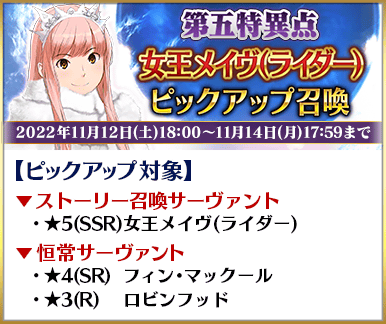 第五特異点
女王メイヴ(ライダー)
ピックアップ召喚
2022年11月12日(土)18:00～11月14日(月)17:59まで
【ピックアップ対象】
▼ストーリー召喚サーヴァント
・★5(SSR)女王メイヴ(ライダー)
▼恒常サーヴァント
・★4(SR) フィン・マックール
・★3(R) ロビンフッド